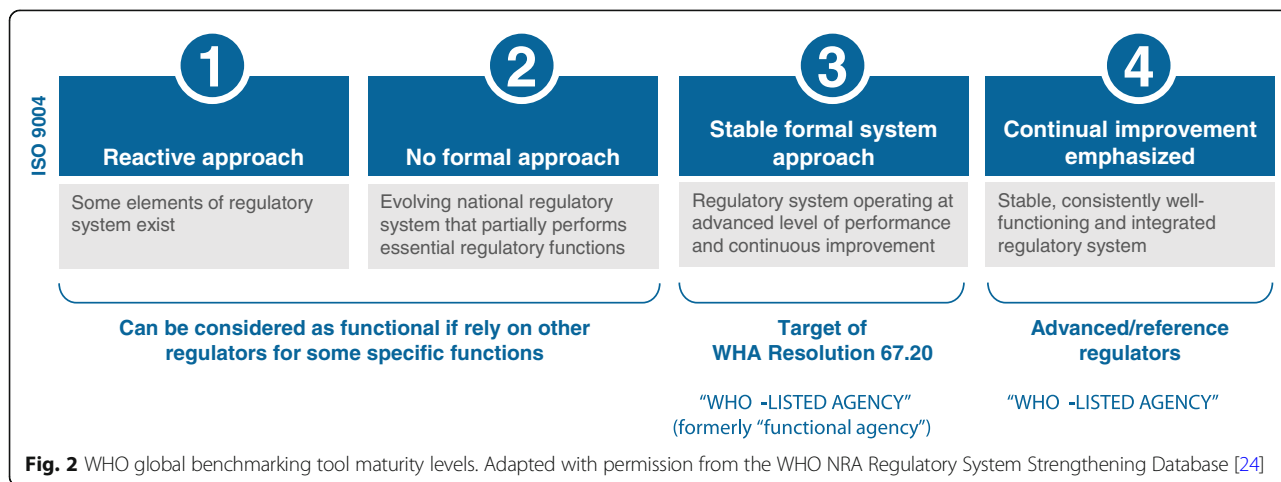 ISO 9004
1
Reactive approach
Some elements of regulatory
system exist
2
No formal approach
Evolving national regulatory
system that partially performs
essential regulatory functions
3
Stable formal system
approach
Regulatory system operating at
advanced level of performance
and continuous improvement
4
Continual improvement
emphasized
Stable, consistently well-
functioning and integrated
regulatory system
Can be considered as functional if rely on other
regulators for some specific functions
Target of
WHA Resolution 67.20
“WHO -LISTED AGENCY”
(formerly “functional agency”)
Advanced/reference
regulators
“WHO -LISTED AGENCY”
Fig. 2 WHO global benchmarking tool maturity levels. Adapted with permission from the WHO NRA Regulatory System Strengthening Database [24]